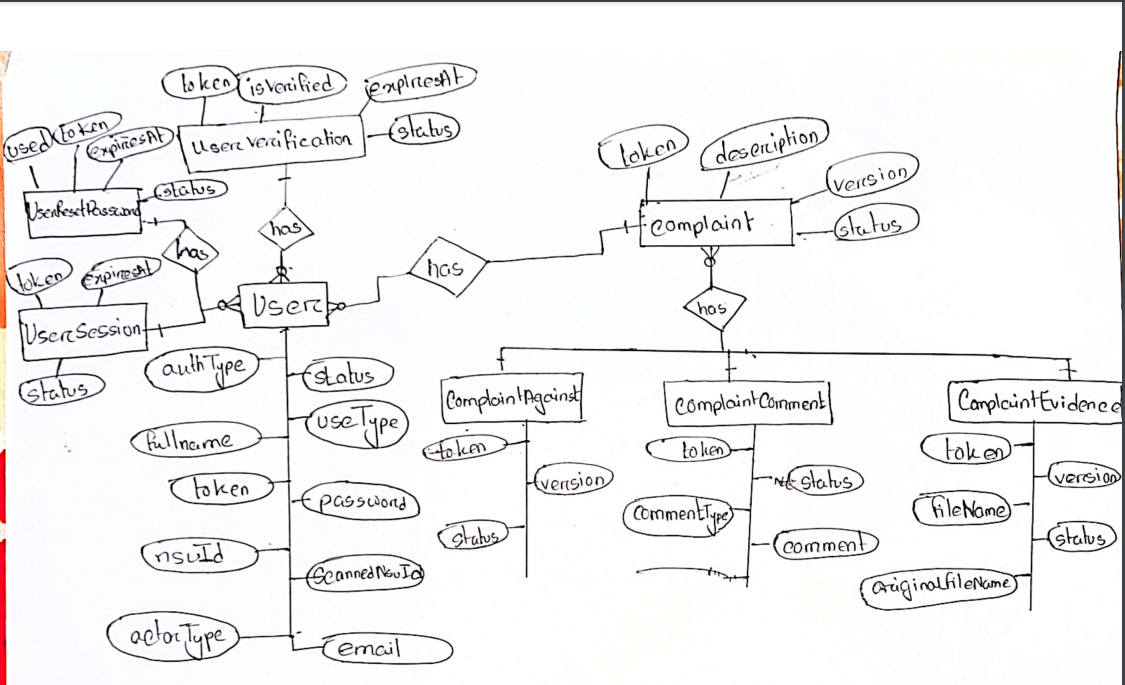 token
isVerified
expiresAt
User Verification
status
used
token
expiresAt
UserResetPassword
status
has
has
token
expiresAt
UserSession
status
User
has
token
description
version
complaint
status
has
authType
status
fullname
useType
token
password
nsuId
ScannedNsuId
actorType
email
ComplaintAgainst
token
version
status
complaintComment
token
status
commentType
comment
ComplaintEvidence
token
version
fileName
status
originalfileName